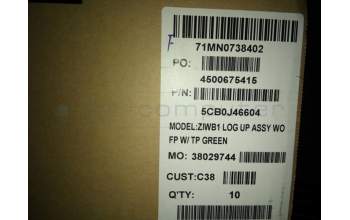 F 71MN0738402
PO:
4500675415
P/N:
5CB0J46604
MODEL:ZIWB1 LOG UP ASSY WO
FP W/ TP GREEN
MO: 38029744
CUST:C38
Q'TY: 10